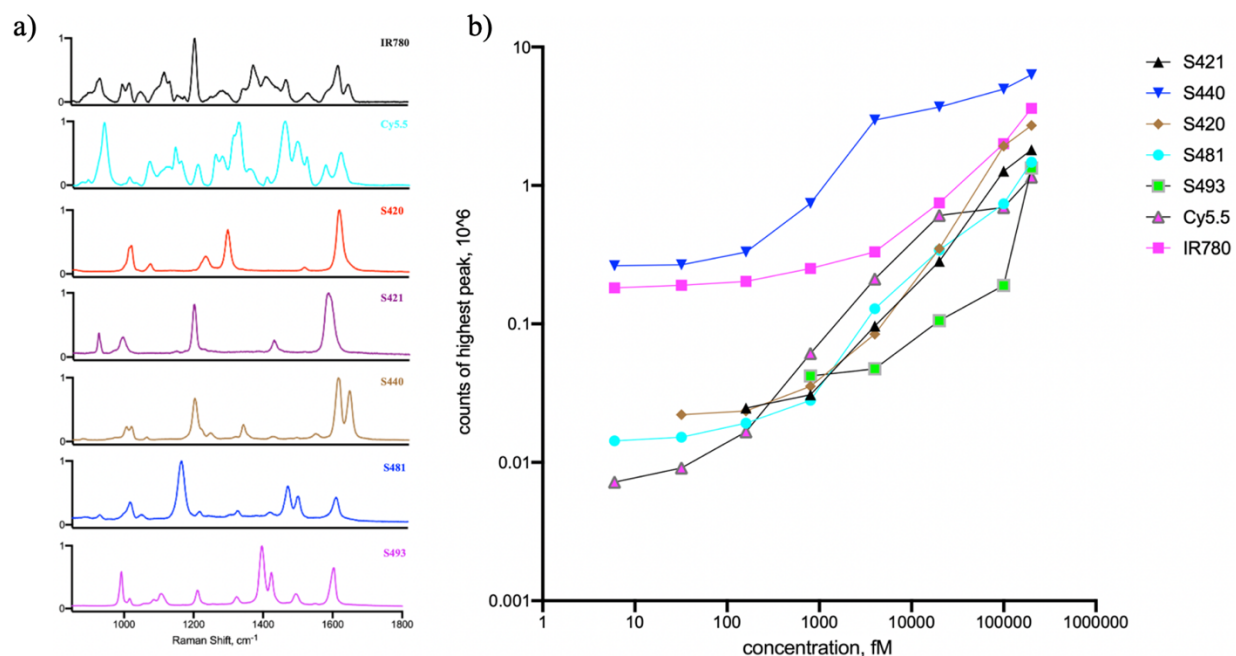 a)
IR780
1
0
Cy5.5
1
0
S420
1
0
S421
1
0
S440
1
0
S481
1
0
S493
1
0
1000 1200 1400 1600 1800
Raman Shift, cm-1
b)
10
1
0.1
0.01
0.001
counts of highest peak, 10^6
1 10 100 1000 10000 100000 1000000
concentration, fM
S421
S440
S420
S481
S493
Cy5.5
IR780